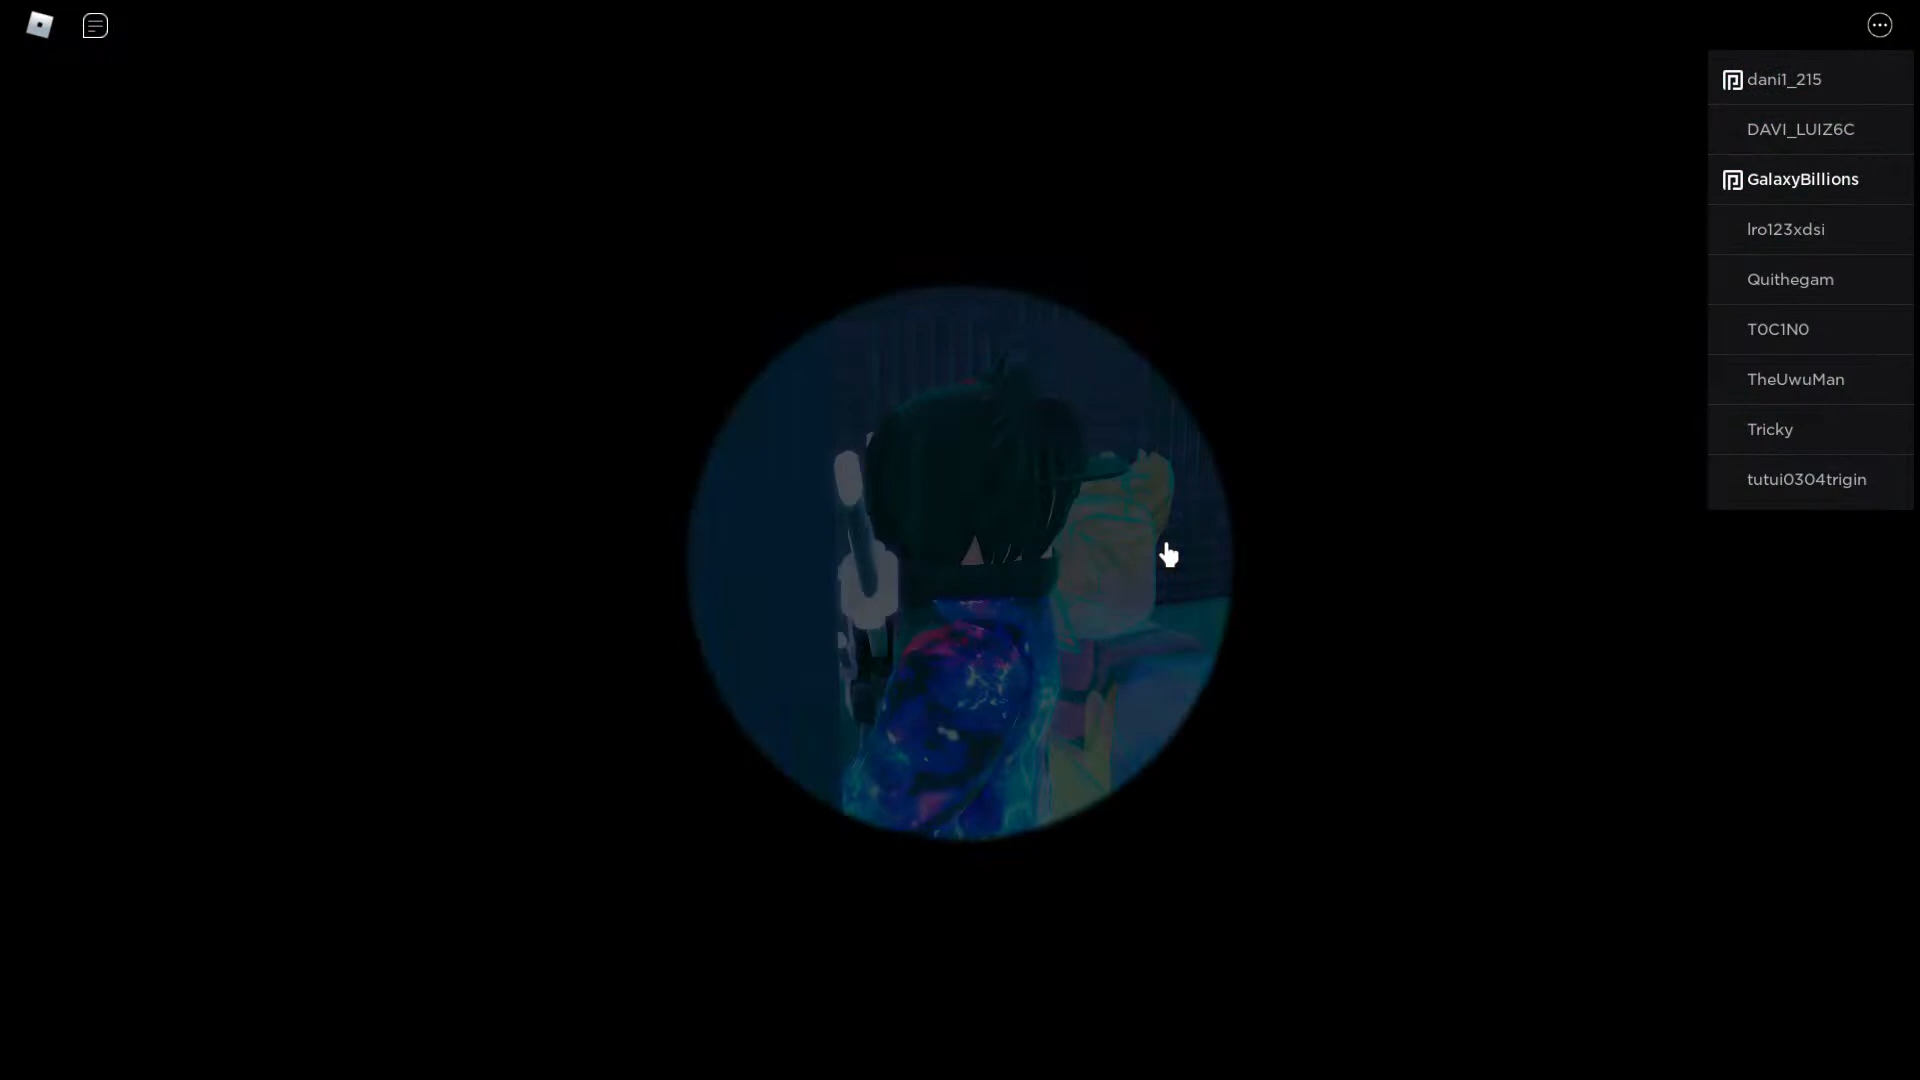 dani1_215
DAVI_LUIZ6C
GalaxyBillions
lro123xdsi
Quithegam
T0C1N0
TheUwuMan
Tricky
tutui0304trigin